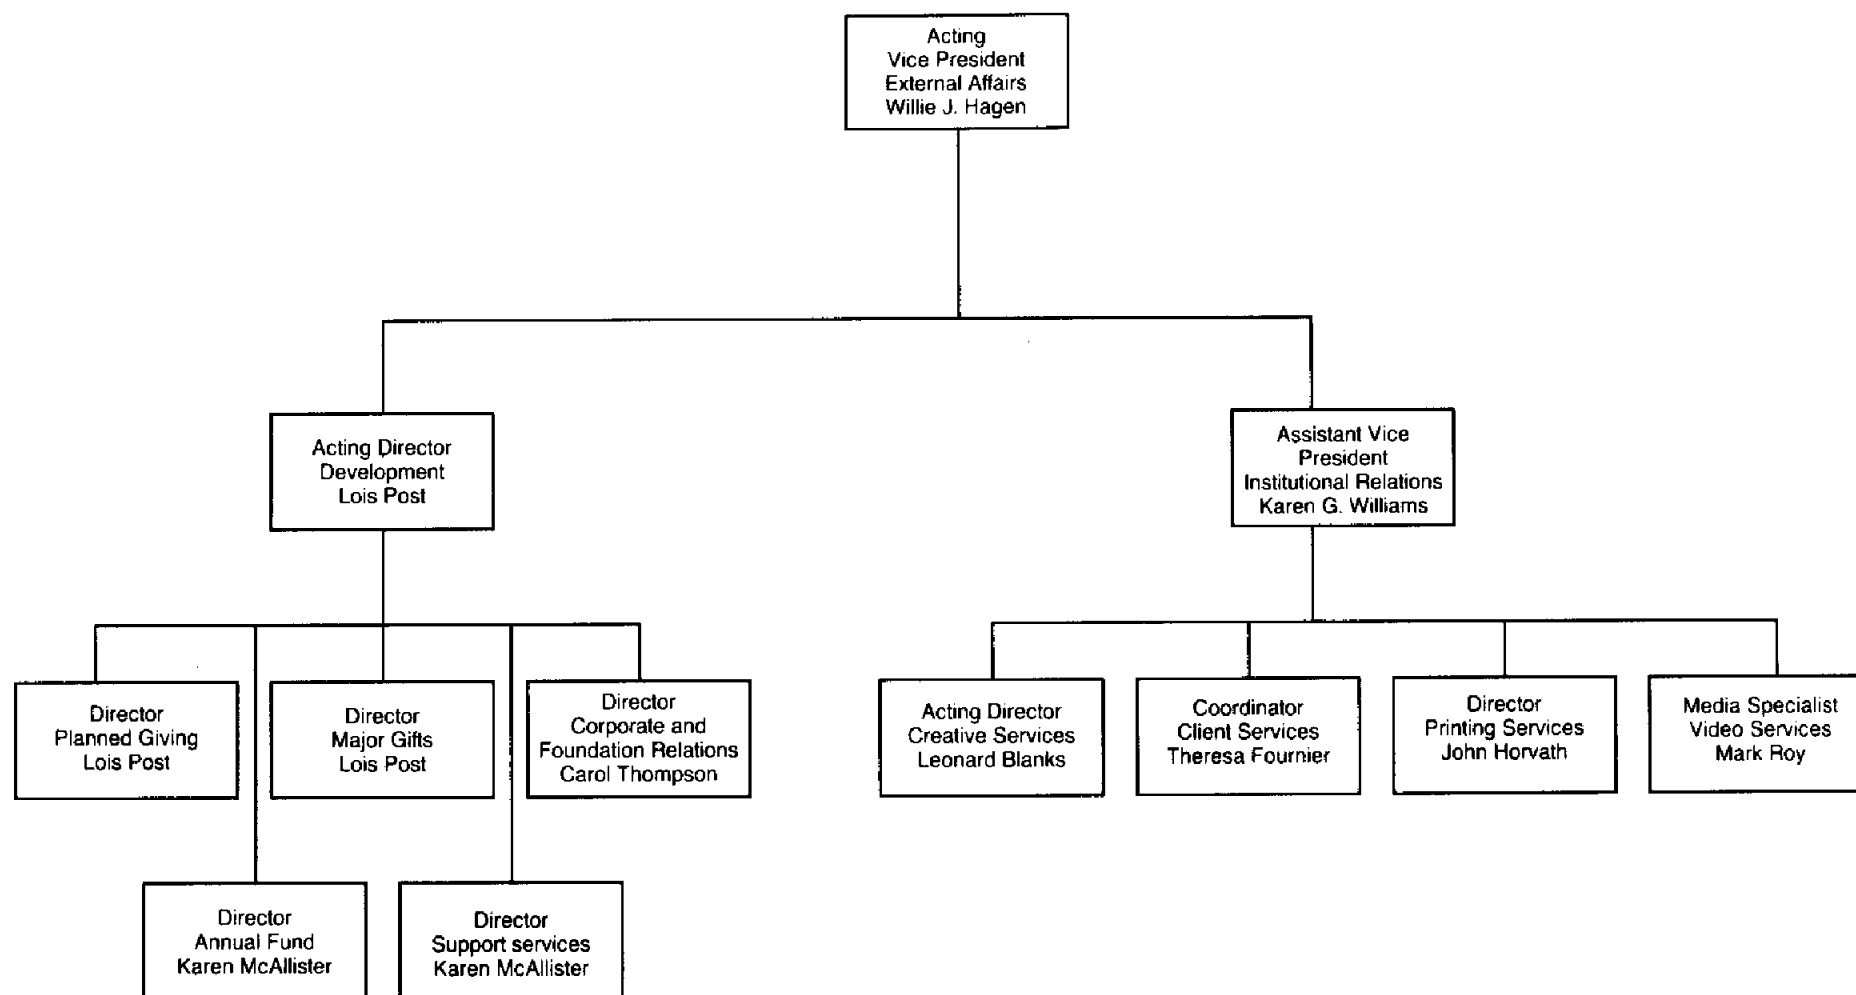 Acting
Vice President
External Affairs
Willie J. Hagen
Acting Director
Development
Lois Post
Assistant Vice
President
Institutional Relations
Karen G. Williams
Director
Planned Giving
Lois Post
Director
Major Gifts
Lois Post
Director
Corporate and
Foundation Relations
Carol Thompson
Acting Director
Creative Services
Leonard Blanks
Coordinator
Client Services
Theresa Fournier
Director
Printing Services
John Horvath
Media Specialist
Video Services
Mark Roy
Director
Annual Fund
Karen McAllister
Director
Support services
Karen McAllister